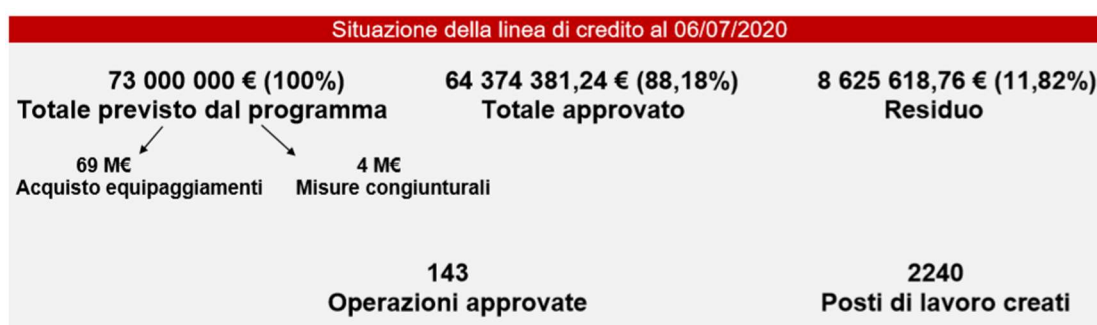 Situazione della linea di credito al 06/07/2020
73 000 000 € (100%)
Totale previsto dal programma
64 374 381,24 € (88,18%)
Totale approvato
8 625 618,76 € (11,82%)
Residuo
69 M€
Acquisto equipaggiamenti
4 M€
Misure congiunturali
143
Operazioni approvate
2240
Posti di lavoro creati